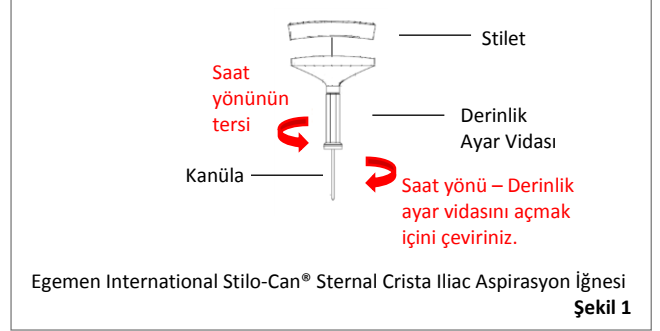 Stilet
Saat
yönünün
tersi
Derinlik
Ayar Vidası
Kanüla
Saat yönü – Derinlik
ayar vidasını açmak
içini çeviriniz.
Egemen International Stilo-Can® Sternal Crista Iliac Aspirasyon İğnesi
Şekil 1